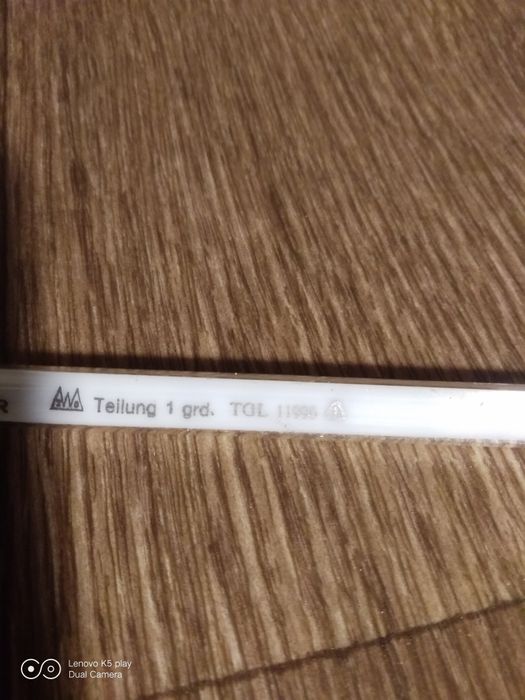 R Teilung 1 grd. TGL 11996
Lenovo K5 play
Dual Camera